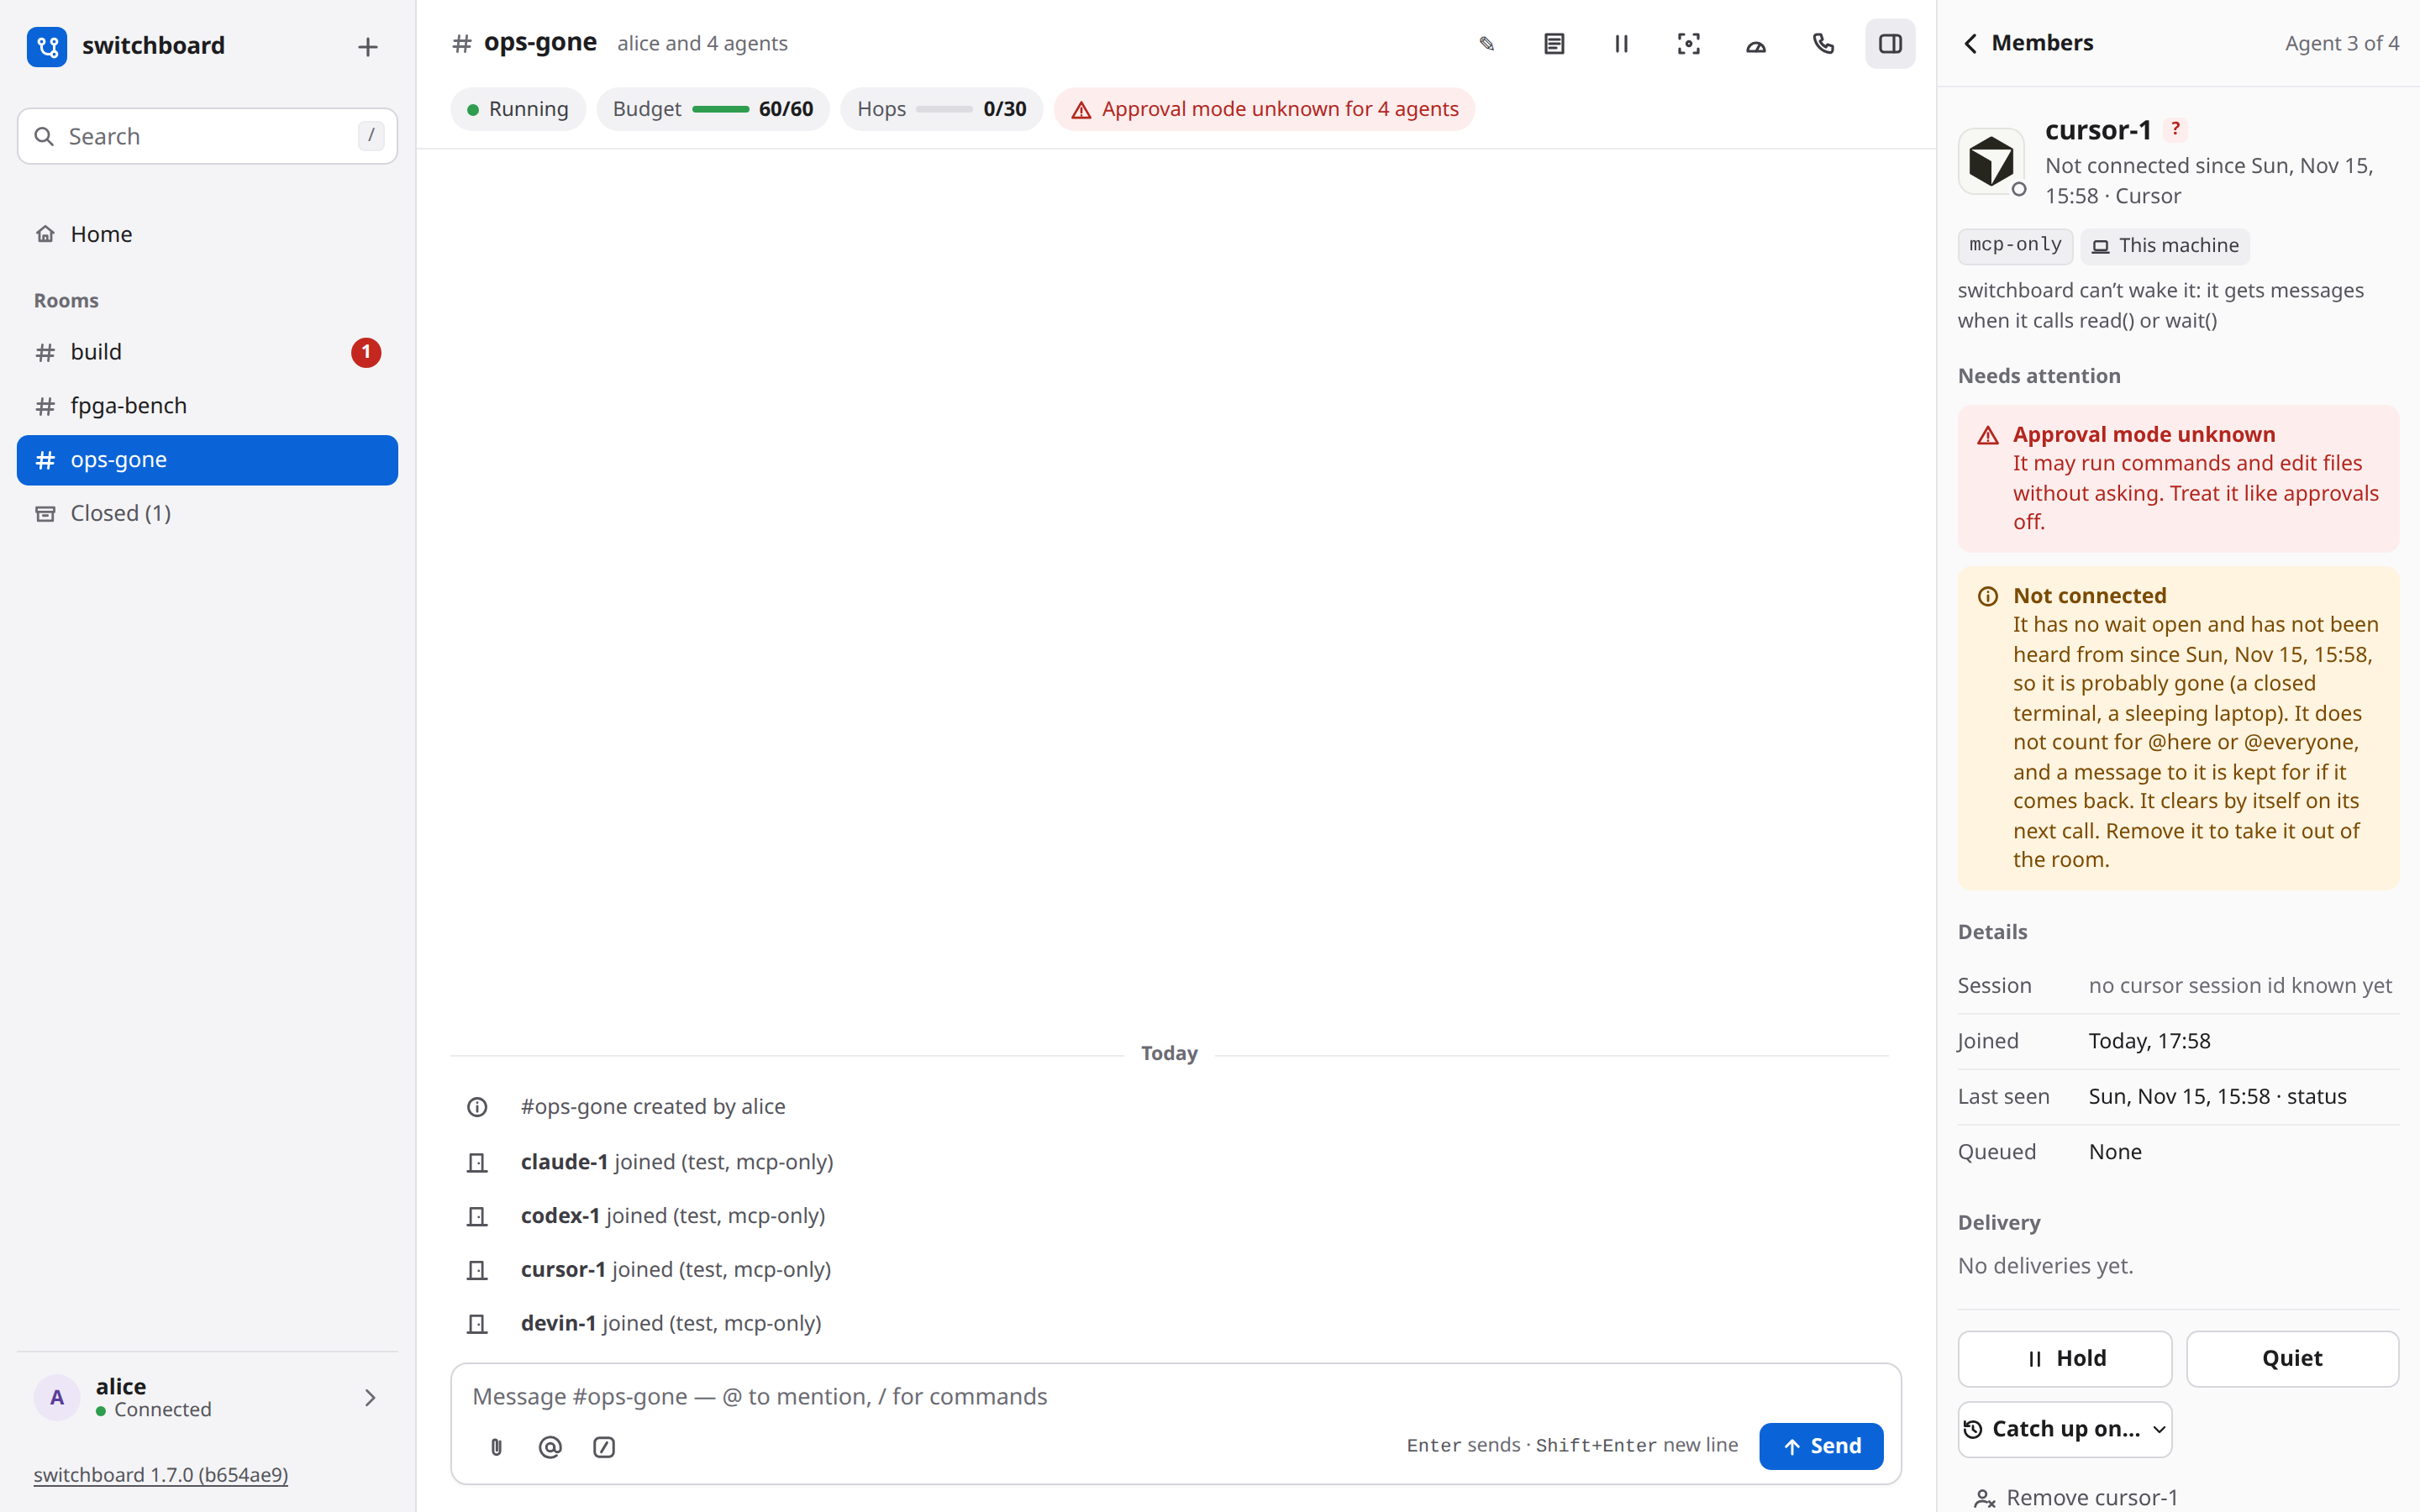 switchboard
Search
/
Home
Rooms
build
1
fpga-bench
ops-gone
Closed (1)
A
alice
Connected
switchboard 1.7.0 (b654ae9)
ops-gone
alice and 4 agents
Running
Budget 60/60
Hops 0/30
Approval mode unknown for 4 agents
Today
#ops-gone created by alice
claude-1 joined (test, mcp-only)
codex-1 joined (test, mcp-only)
cursor-1 joined (test, mcp-only)
devin-1 joined (test, mcp-only)
Message #ops-gone — @ to mention, / for commands
Enter sends · Shift+Enter new line
Send
Members
Agent 3 of 4
cursor-1 ?
Not connected since Sun, Nov 15,
15:58 · Cursor
mcp-only
This machine
switchboard can’t wake it: it gets messages
when it calls read() or wait()
Needs attention
Approval mode unknown
It may run commands and edit files
without asking. Treat it like approvals
off.
Not connected
It has no wait open and has not been
heard from since Sun, Nov 15, 15:58,
so it is probably gone (a closed
terminal, a sleeping laptop). It does
not count for @here or @everyone,
and a message to it is kept for if it
comes back. It clears by itself on its
next call. Remove it to take it out of
the room.
Details
Session no cursor session id known yet
Joined Today, 17:58
Last seen Sun, Nov 15, 15:58 · status
Queued None
Delivery
No deliveries yet.
Hold
Quiet
Catch up on...
Remove cursor-1